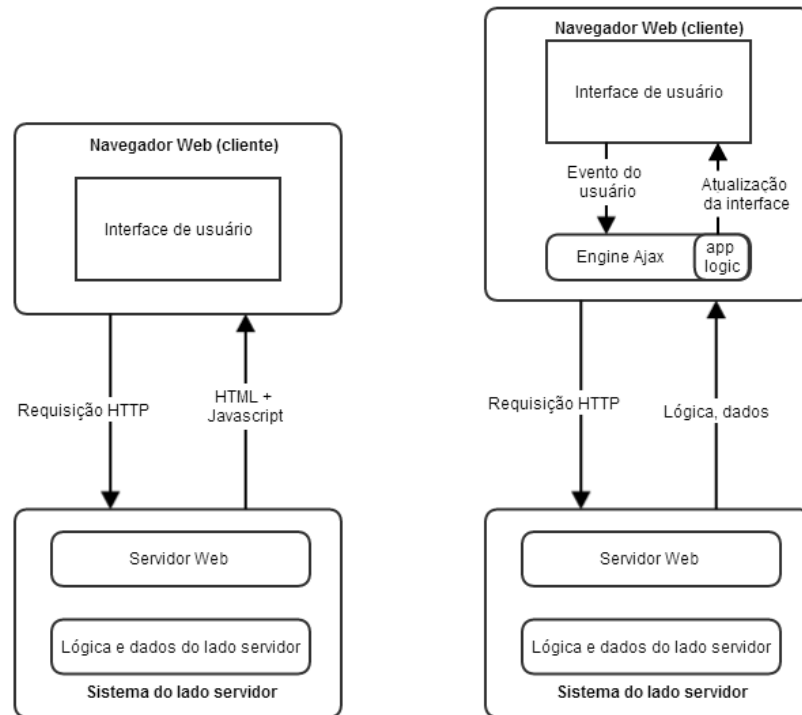 Navegador Web (cliente)
Interface de usuário
Requisição HTTP
HTML +
Javascript
Servidor Web
Lógica e dados do lado servidor
Sistema do lado servidor
Navegador Web (cliente)
Interface de usuário
Evento do
usuário
Atualização
da interface
Engine Ajax
app
logic
Requisição HTTP
Lógica, dados
Servidor Web
Lógica e dados do lado servidor
Sistema do lado servidor